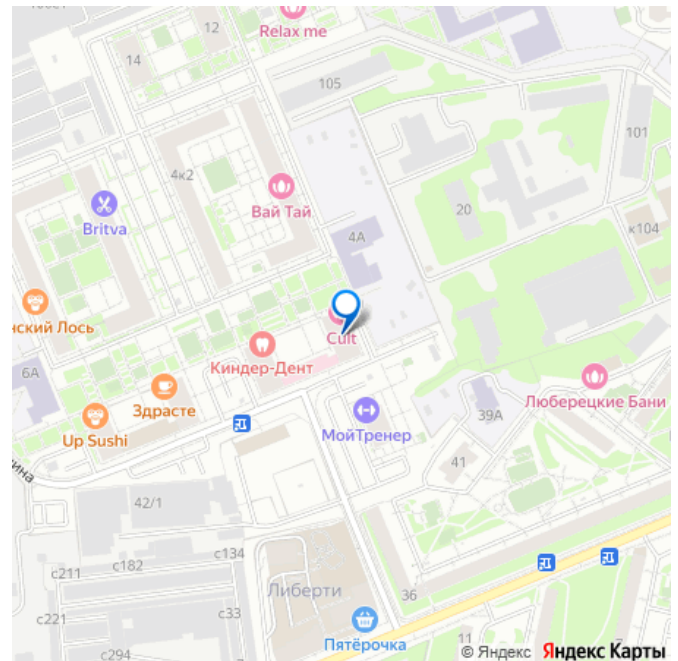 Relax me
12
14
105
101
4к2
Вай Тай
20
Britva
4А
к104
нский Лось
Cult
Киндер-Дент
6А
Здрасте
Люберецкие Бани
39А
Up Sushi
МойТренер
ина
41
42/1
с134
с182
с211
Либерти
36
с33
с221
Пятёрочка
11
с294
© Яндекс Яндекс Карты